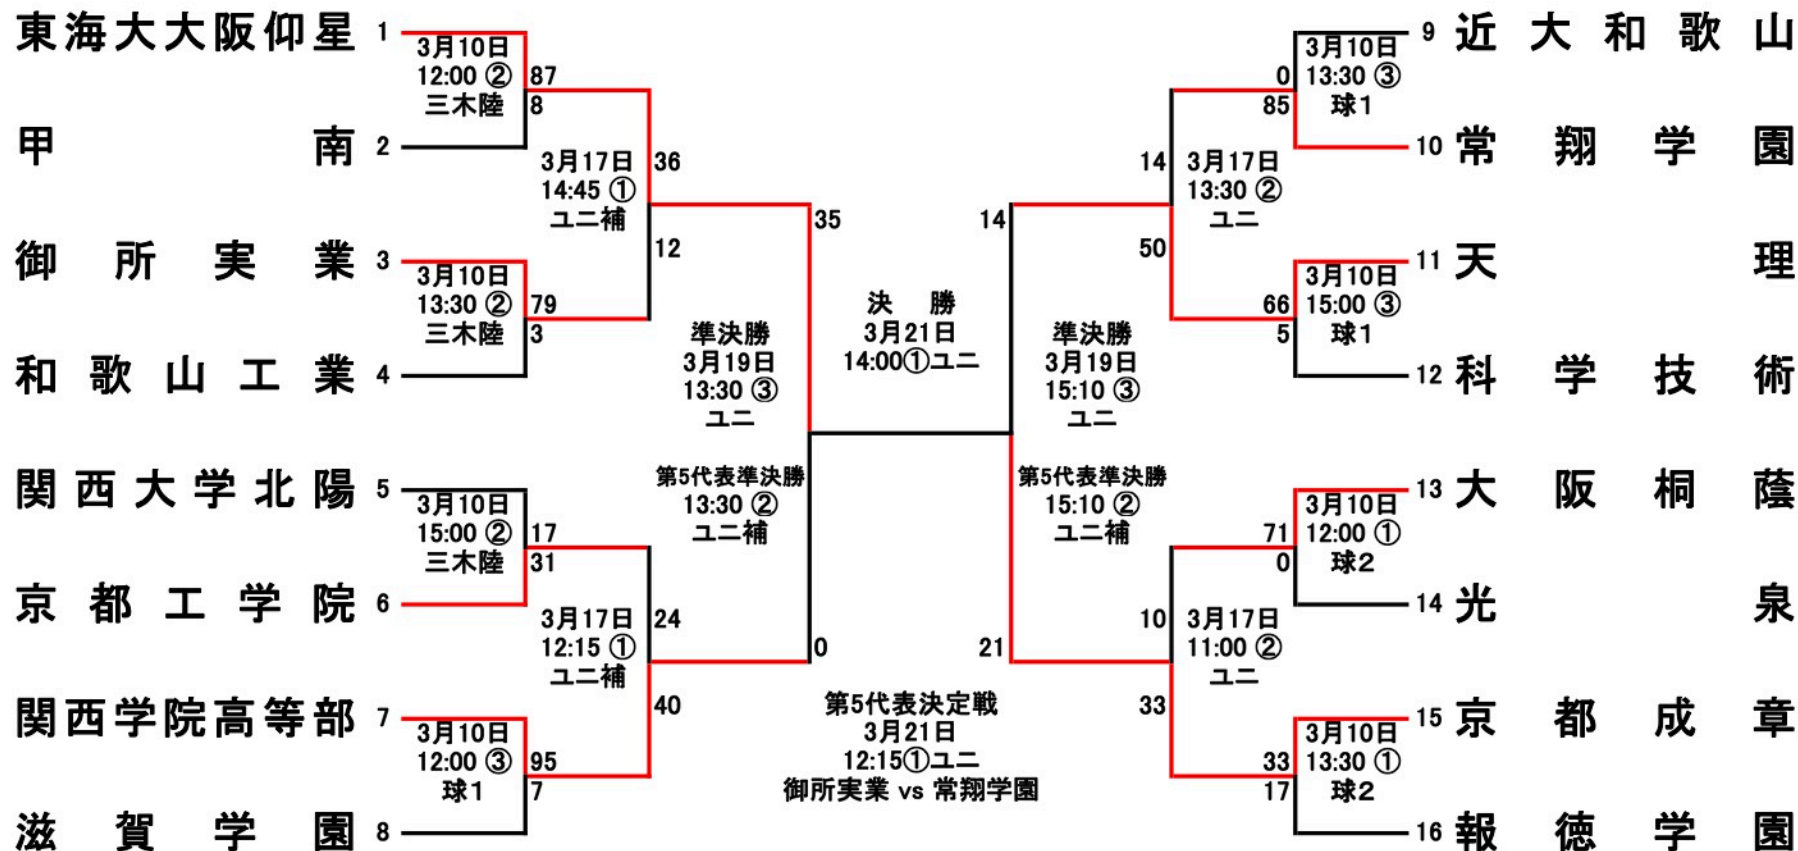 東海大大阪仰星 1
3月10日
12:00 ②
三木陸
87
8
甲南 2
3月17日
14:45 ①
ユニ補
36
12
御所実業 3
3月10日
13:30 ②
三木陸
79
3
和歌山工業 4
準決勝
3月19日
13:30 ③
ユニ
35
0
第5代表準決勝
13:30 ②
ユニ補
関西大学北陽 5
3月10日
15:00 ②
三木陸
17
31
京都工学院 6
3月17日
12:15 ①
ユニ補
24
40
関西学院高等部 7
3月10日
12:00 ③
球1
95
7
滋賀学園 8
決勝
3月21日
14:00①ユニ
第5代表決定戦
3月21日
12:15①ユニ
御所実業 vs 常翔学園
9 近大和歌山
0
85
3月10日
13:30 ③
球1
10 常翔学園
14
50
3月17日
13:30 ②
ユニ
11 天理
66
5
3月10日
15:00 ③
球1
12 科学技術
14
21
準決勝
3月19日
15:10 ③
ユニ
第5代表準決勝
15:10 ②
ユニ補
13 大阪桐蔭
71
0
3月10日
12:00 ①
球2
14 光泉
10
33
3月17日
11:00 ②
ユニ
15 京都成章
33
17
3月10日
13:30 ①
球2
16 報徳学園